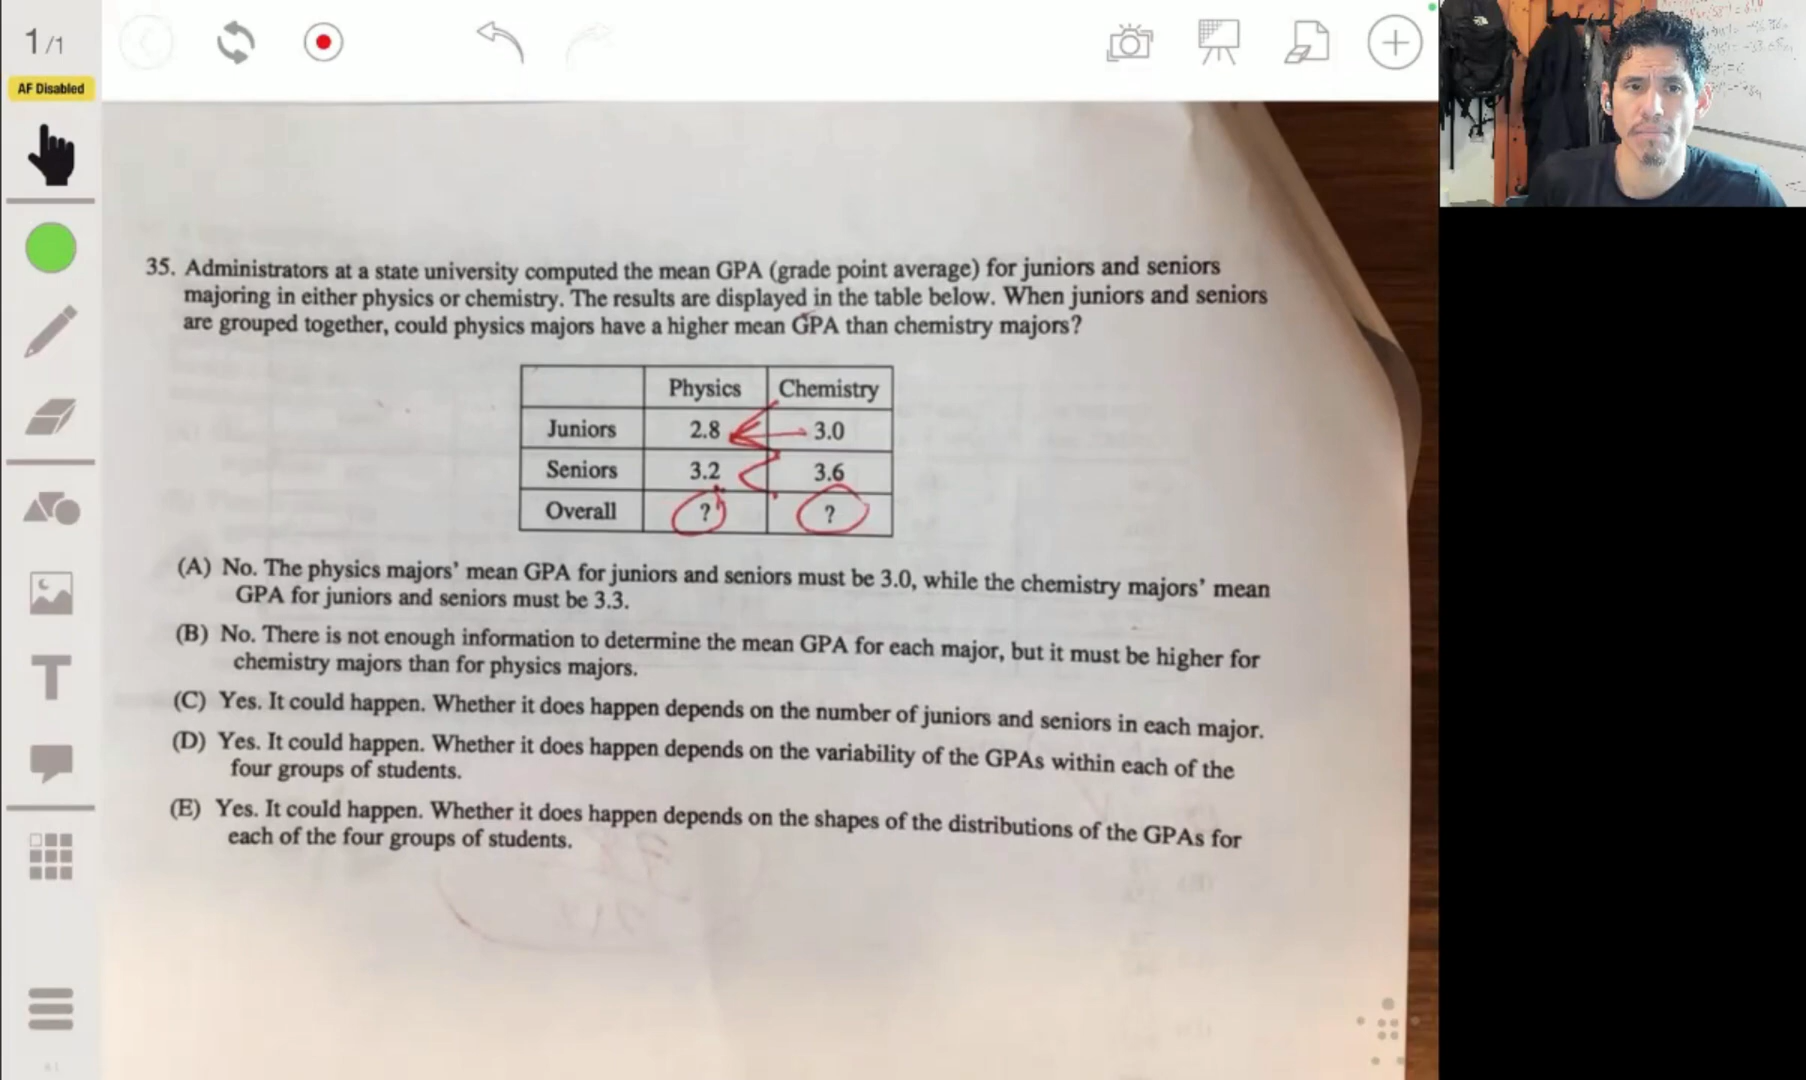 1/1
AF Disabled
T
35. Administrators at a state university computed the mean GPA (grade point average) for juniors and seniors
majoring in either physics or chemistry. The results are displayed in the table below. When juniors and seniors
are grouped together, could physics majors have a higher mean GPA than chemistry majors?
Physics Chemistry
Juniors 2.8 3.0
Seniors 3.2 3.6
Overall ? ?
(A) No. The physics majors' mean GPA for juniors and seniors must be 3.0, while the chemistry majors' mean
GPA for juniors and seniors must be 3.3.
(B) No. There is not enough information to determine the mean GPA for each major, but it must be higher for
chemistry majors than for physics majors.
(C) Yes. It could happen. Whether it does happen depends on the number of juniors and seniors in each major.
(D) Yes. It could happen. Whether it does happen depends on the variability of the GPAs within each of the
four groups of students.
(E) Yes. It could happen. Whether it does happen depends on the shapes of the distributions of the GPAs for
each of the four groups of students.